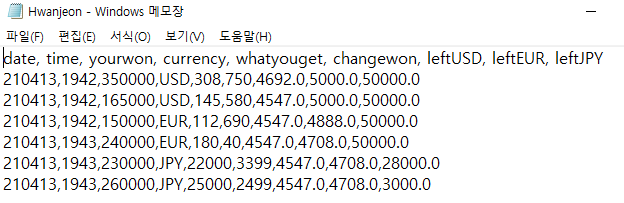 Hwanjeon - Windows 메모장
파일(F) 편집(E) 서식(O) 보기(V) 도움말(H)
date, time, yourwon, currency, whatyouget, changewon, leftUSD, leftEUR, leftJPY
210413,1942,350000,USD,308,750,4692.0,5000.0,50000.0
210413,1942,165000,USD,145,580,4547.0,5000.0,50000.0
210413,1942,150000,EUR,112,690,4547.0,4888.0,50000.0
210413,1943,240000,EUR,180,40,4547.0,4708.0,50000.0
210413,1943,230000,JPY,22000,3399,4547.0,4708.0,28000.0
210413,1943,260000,JPY,25000,2499,4547.0,4708.0,3000.0